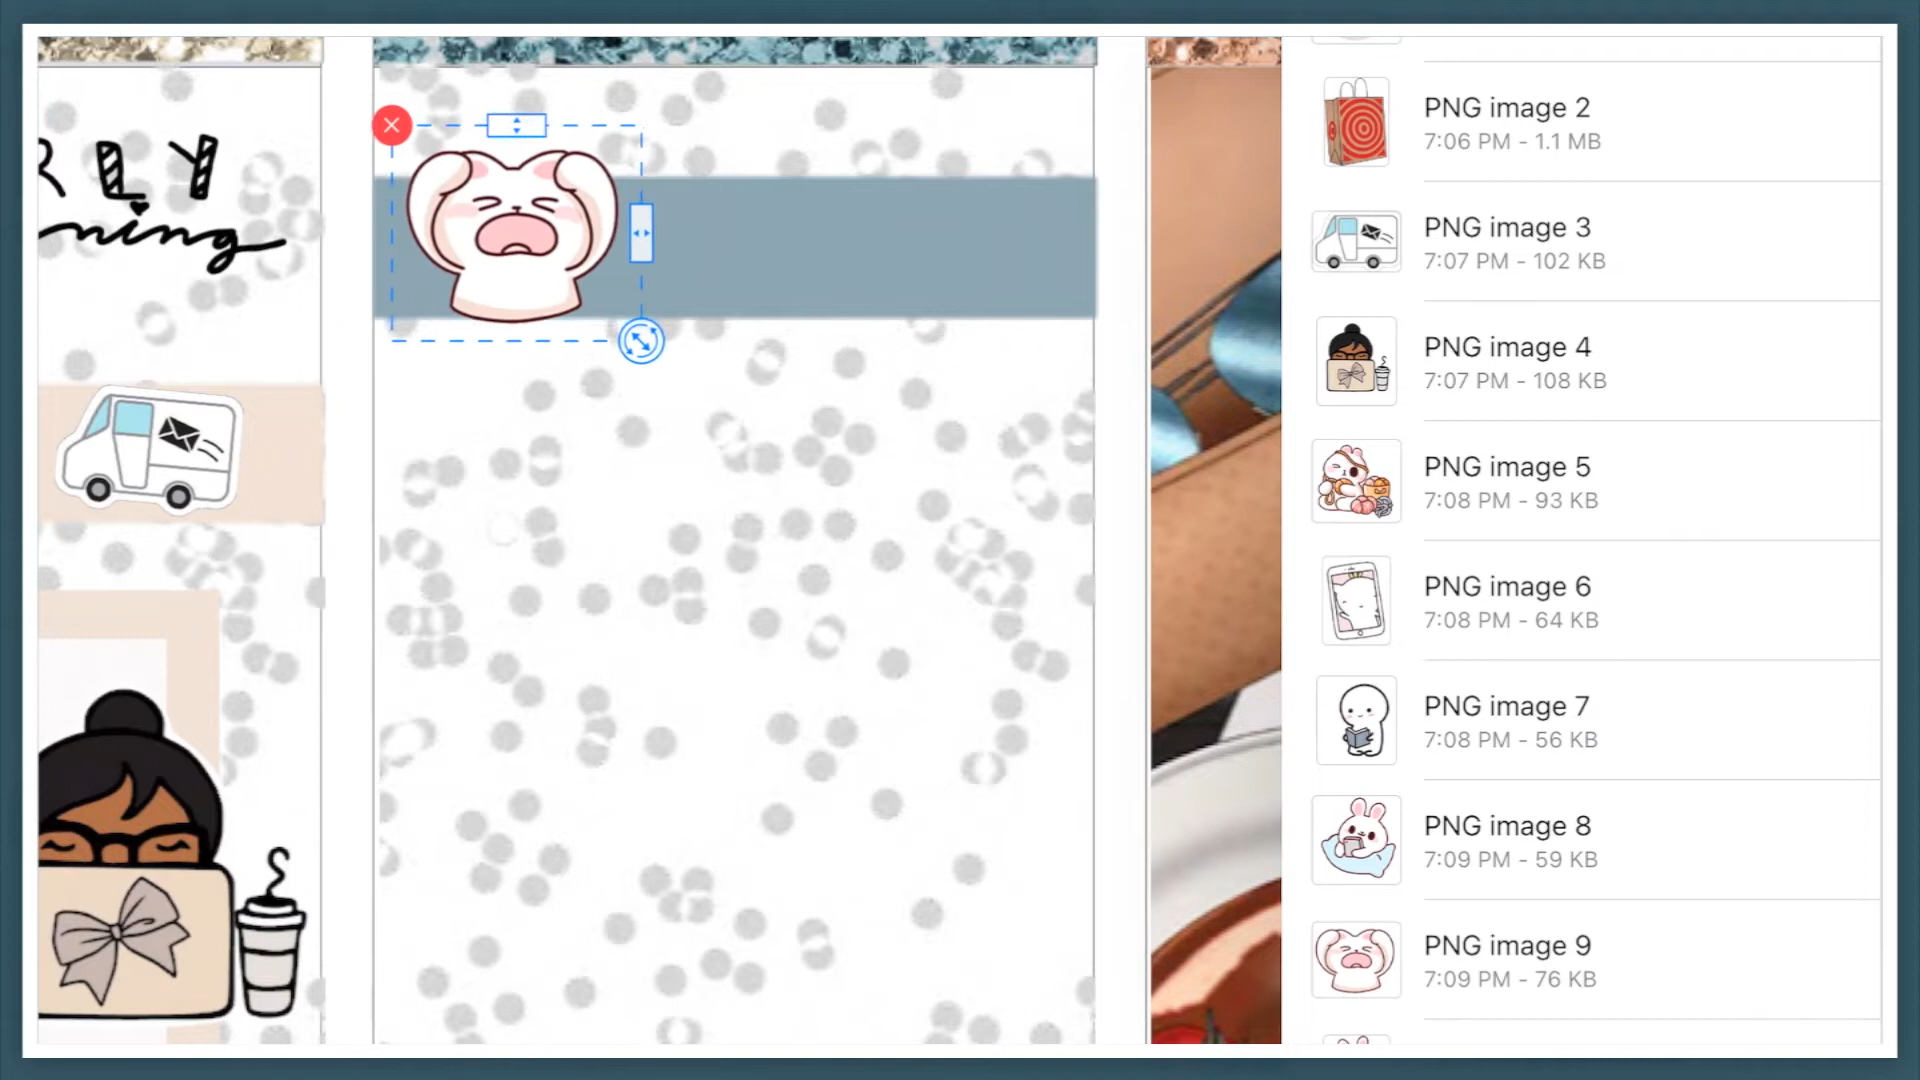 RLY
ning
PNG image 2
7:06 PM - 1.1 MB
PNG image 3
7:07 PM - 102 KB
PNG image 4
7:07 PM - 108 KB
PNG image 5
7:08 PM - 93 KB
PNG image 6
7:08 PM - 64 KB
PNG image 7
7:08 PM - 56 KB
PNG image 8
7:09 PM - 59 KB
PNG image 9
7:09 PM - 76 KB